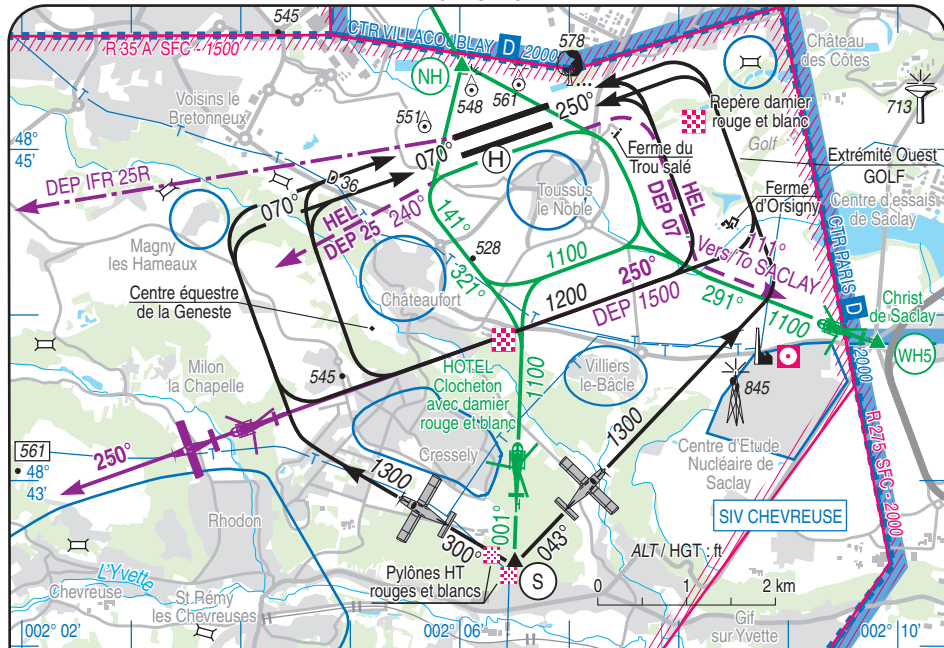 545
CTR VILLACOUBLAY D 2000
R 35 A SFC - 1500
578
Château
des Côtes
NH
Voisins le
Bretonneux
551
548
561
250°
Repère damier
rouge et blanc
713
48°
45'
070°
H
Ferme du
Trou salé
Golf
Extrémité Ouest
GOLF
DEP IFR 25R
D 36
070°
HEL
DEP 25
240°
141°
Toussus
le Noble
HEL
DEP 07
Ferme
d'Orsigny
Centre d'essais
de Saclay
Magny
les Hameaux
528
321°
1100
250°
111°
Vers/To SACLAY
CTR PARIS
D
2000
Centre équestre
de la Geneste
Châteaufort
1200
DEP 1500
291°
1100
Christ
de Saclay
WH5
Milon
la Chapelle
545
HOTEL
Clocheton
avec damier
rouge et blanc
1100
Villiers
le-Bâcle
845
561
48°
43'
250°
Cressely
1300
1300
Centre d'Etude
Nucléaire de
Saclay
R 275 SFC - 2000
Rhodon
300°
001°
043°
SIV CHEVREUSE
S
Pylônes HT
rouges et blancs
ALT / HGT : ft
0 1 2 km
L'Yvette
Chevreuse
St.Rémy
les Chevreuses
Gif
sur Yvette
002° 02'
002° 06'
002° 10'